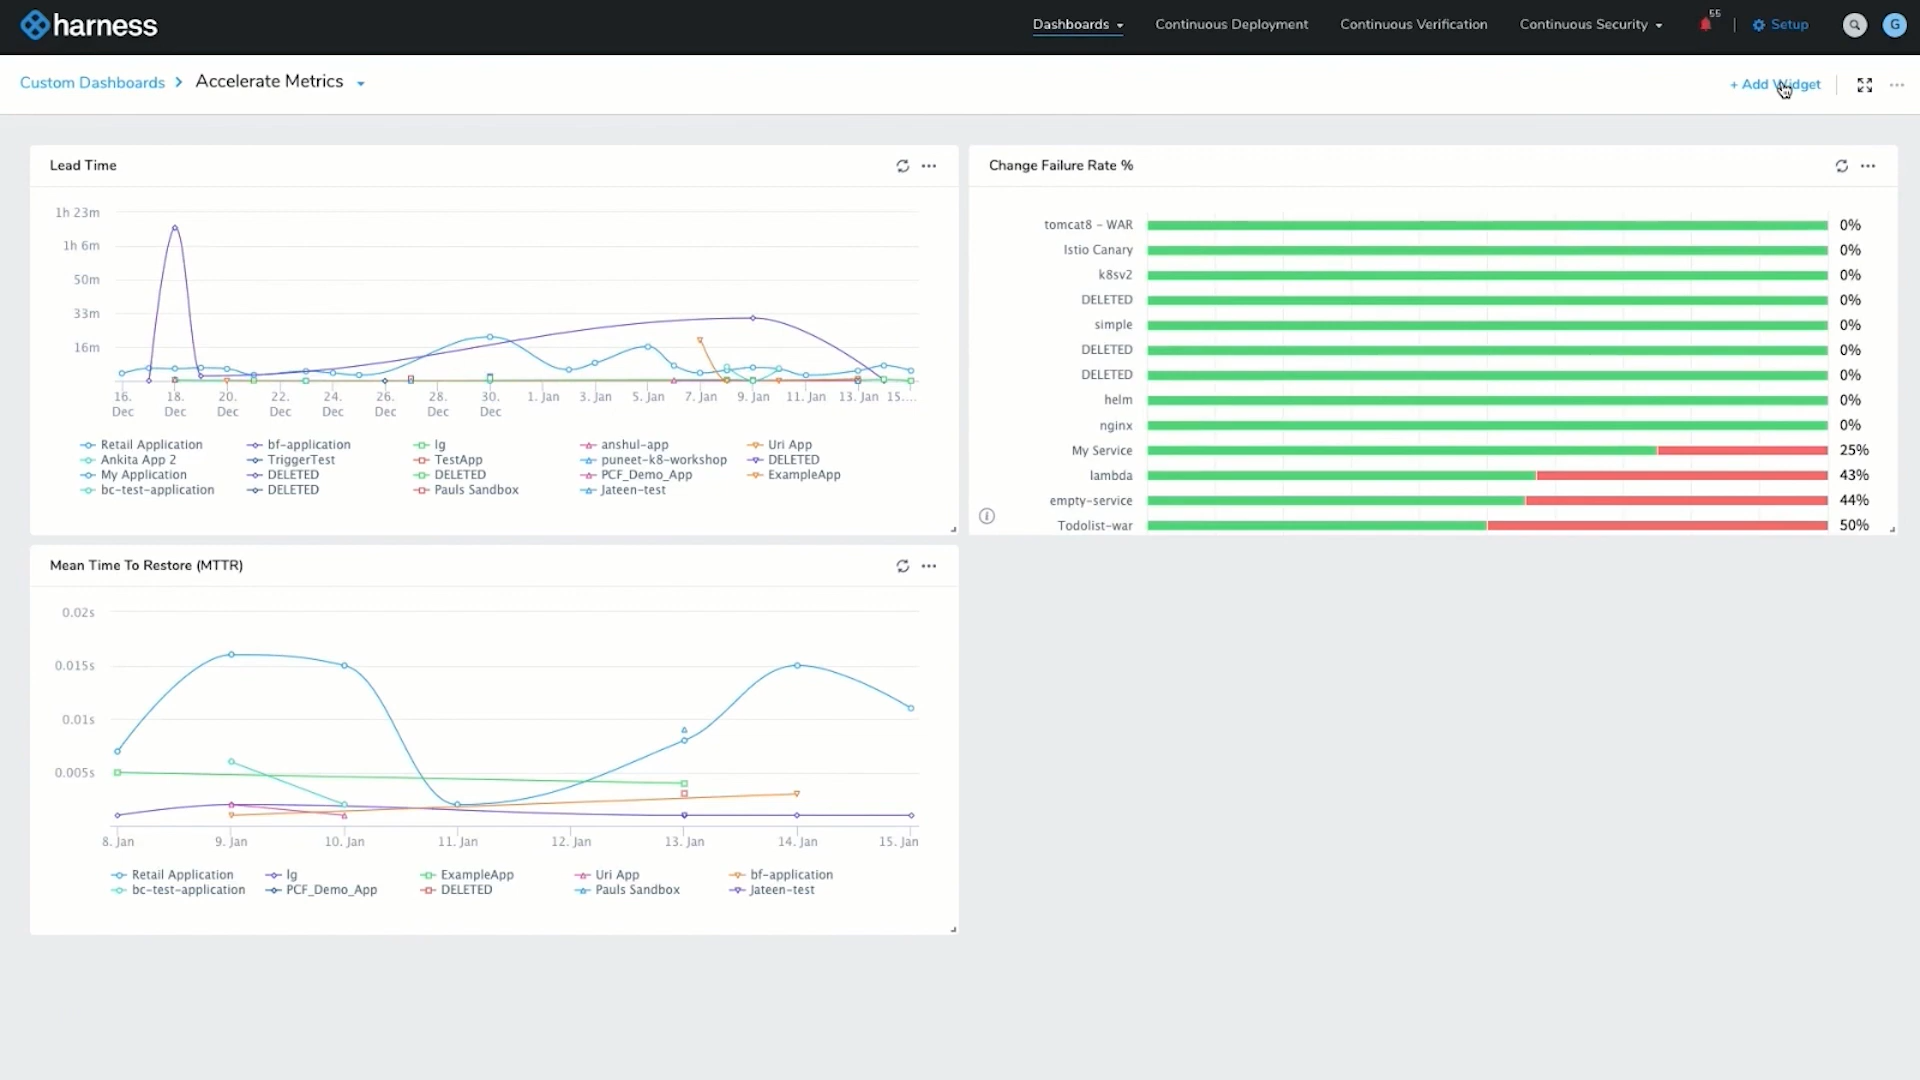 harness
Dashboards
Continuous Deployment
Continuous Verification
Continuous Security
55
Setup
G
Custom Dashboards
Accelerate Metrics
+ Add Widget
Lead Time
1h 23m
1h 6m
50m
33m
16m
16. Dec
18. Dec
20. Dec
22. Dec
24. Dec
26. Dec
28. Dec
30. Dec
1. Jan
3. Jan
5. Jan
7. Jan
9. Jan
11. Jan
13. Jan
15....
Retail Application
bf-application
lg
anshul-app
Uri App
Ankita App 2
TriggerTest
TestApp
puneet-k8-workshop
DELETED
My Application
DELETED
DELETED
PCF_Demo_App
ExampleApp
bc-test-application
DELETED
Pauls Sandbox
Jateen-test
Change Failure Rate %
tomcat8 - WAR 0%
Istio Canary 0%
k8sv2 0%
DELETED 0%
simple 0%
DELETED 0%
DELETED 0%
helm 0%
nginx 0%
My Service 25%
lambda 43%
empty-service 44%
Todolist-war 50%
Mean Time To Restore (MTTR)
0.02s
0.015s
0.01s
0.005s
8. Jan
9. Jan
10. Jan
11. Jan
12. Jan
13. Jan
14. Jan
15. Jan
Retail Application
lg
ExampleApp
Uri App
bf-application
bc-test-application
PCF_Demo_App
DELETED
Pauls Sandbox
Jateen-test